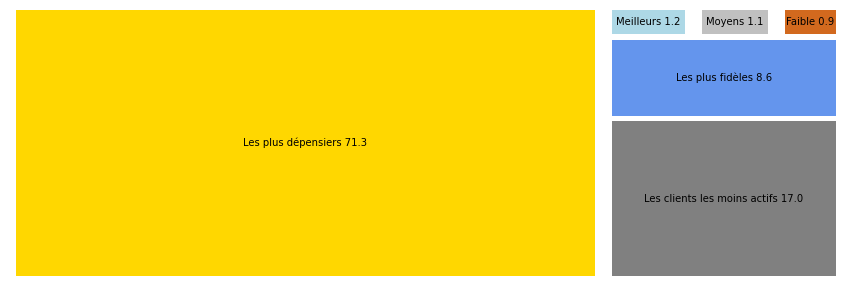 Meilleurs 1.2
Moyens 1.1
Faible 0.9
Les plus fidèles 8.6
Les plus dépensiers 71.3
Les clients les moins actifs 17.0